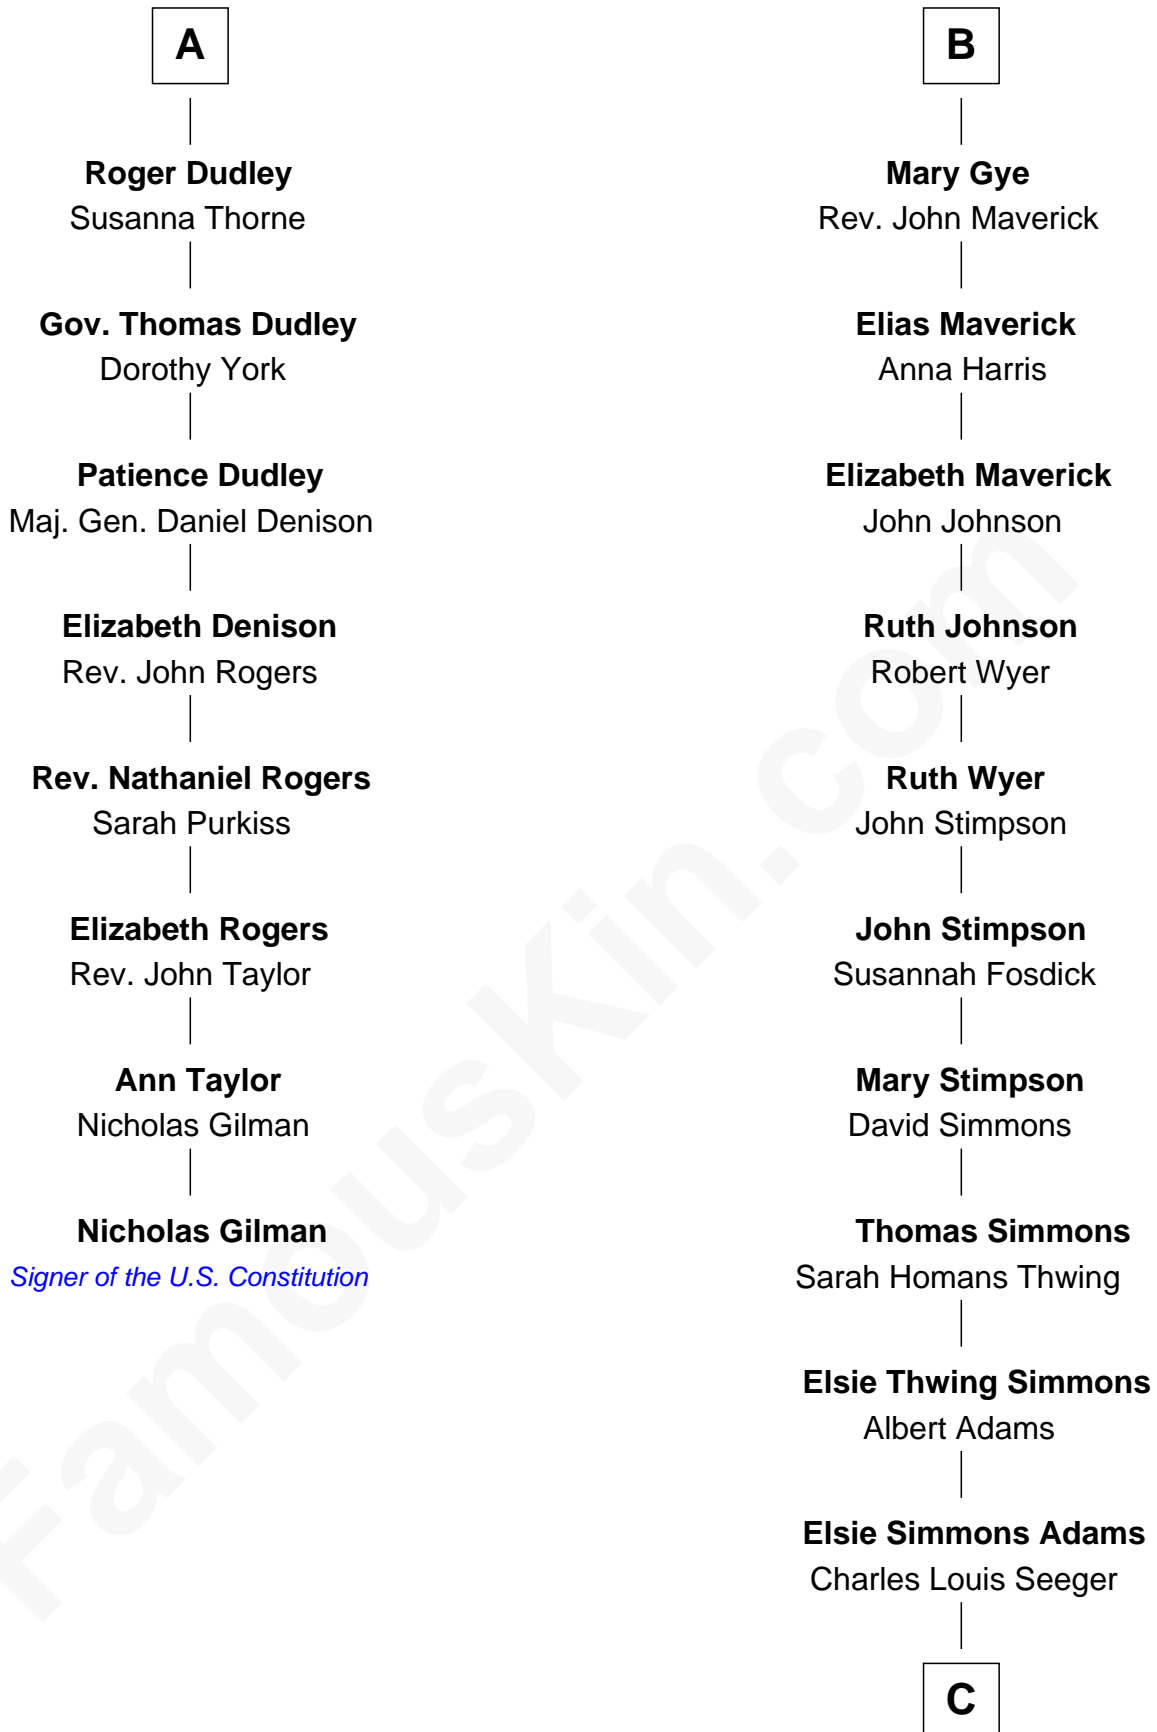 A
Roger Dudley
Susanna Thorne
Gov. Thomas Dudley
Dorothy York
Patience Dudley
Maj. Gen. Daniel Denison
Elizabeth Denison
Rev. John Rogers
Rev. Nathaniel Rogers
Sarah Purkiss
Elizabeth Rogers
Rev. John Taylor
Ann Taylor
Nicholas Gilman
Nicholas Gilman
Signer of the U.S. Constitution
B
Mary Gye
Rev. John Maverick
Elias Maverick
Anna Harris
Elizabeth Maverick
John Johnson
Ruth Johnson
Robert Wyer
Ruth Wyer
John Stimpson
John Stimpson
Susannah Fosdick
Mary Stimpson
David Simmons
Thomas Simmons
Sarah Homans Thwing
Elsie Thwing Simmons
Albert Adams
Elsie Simmons Adams
Charles Louis Seeger
C
FamousKin.com